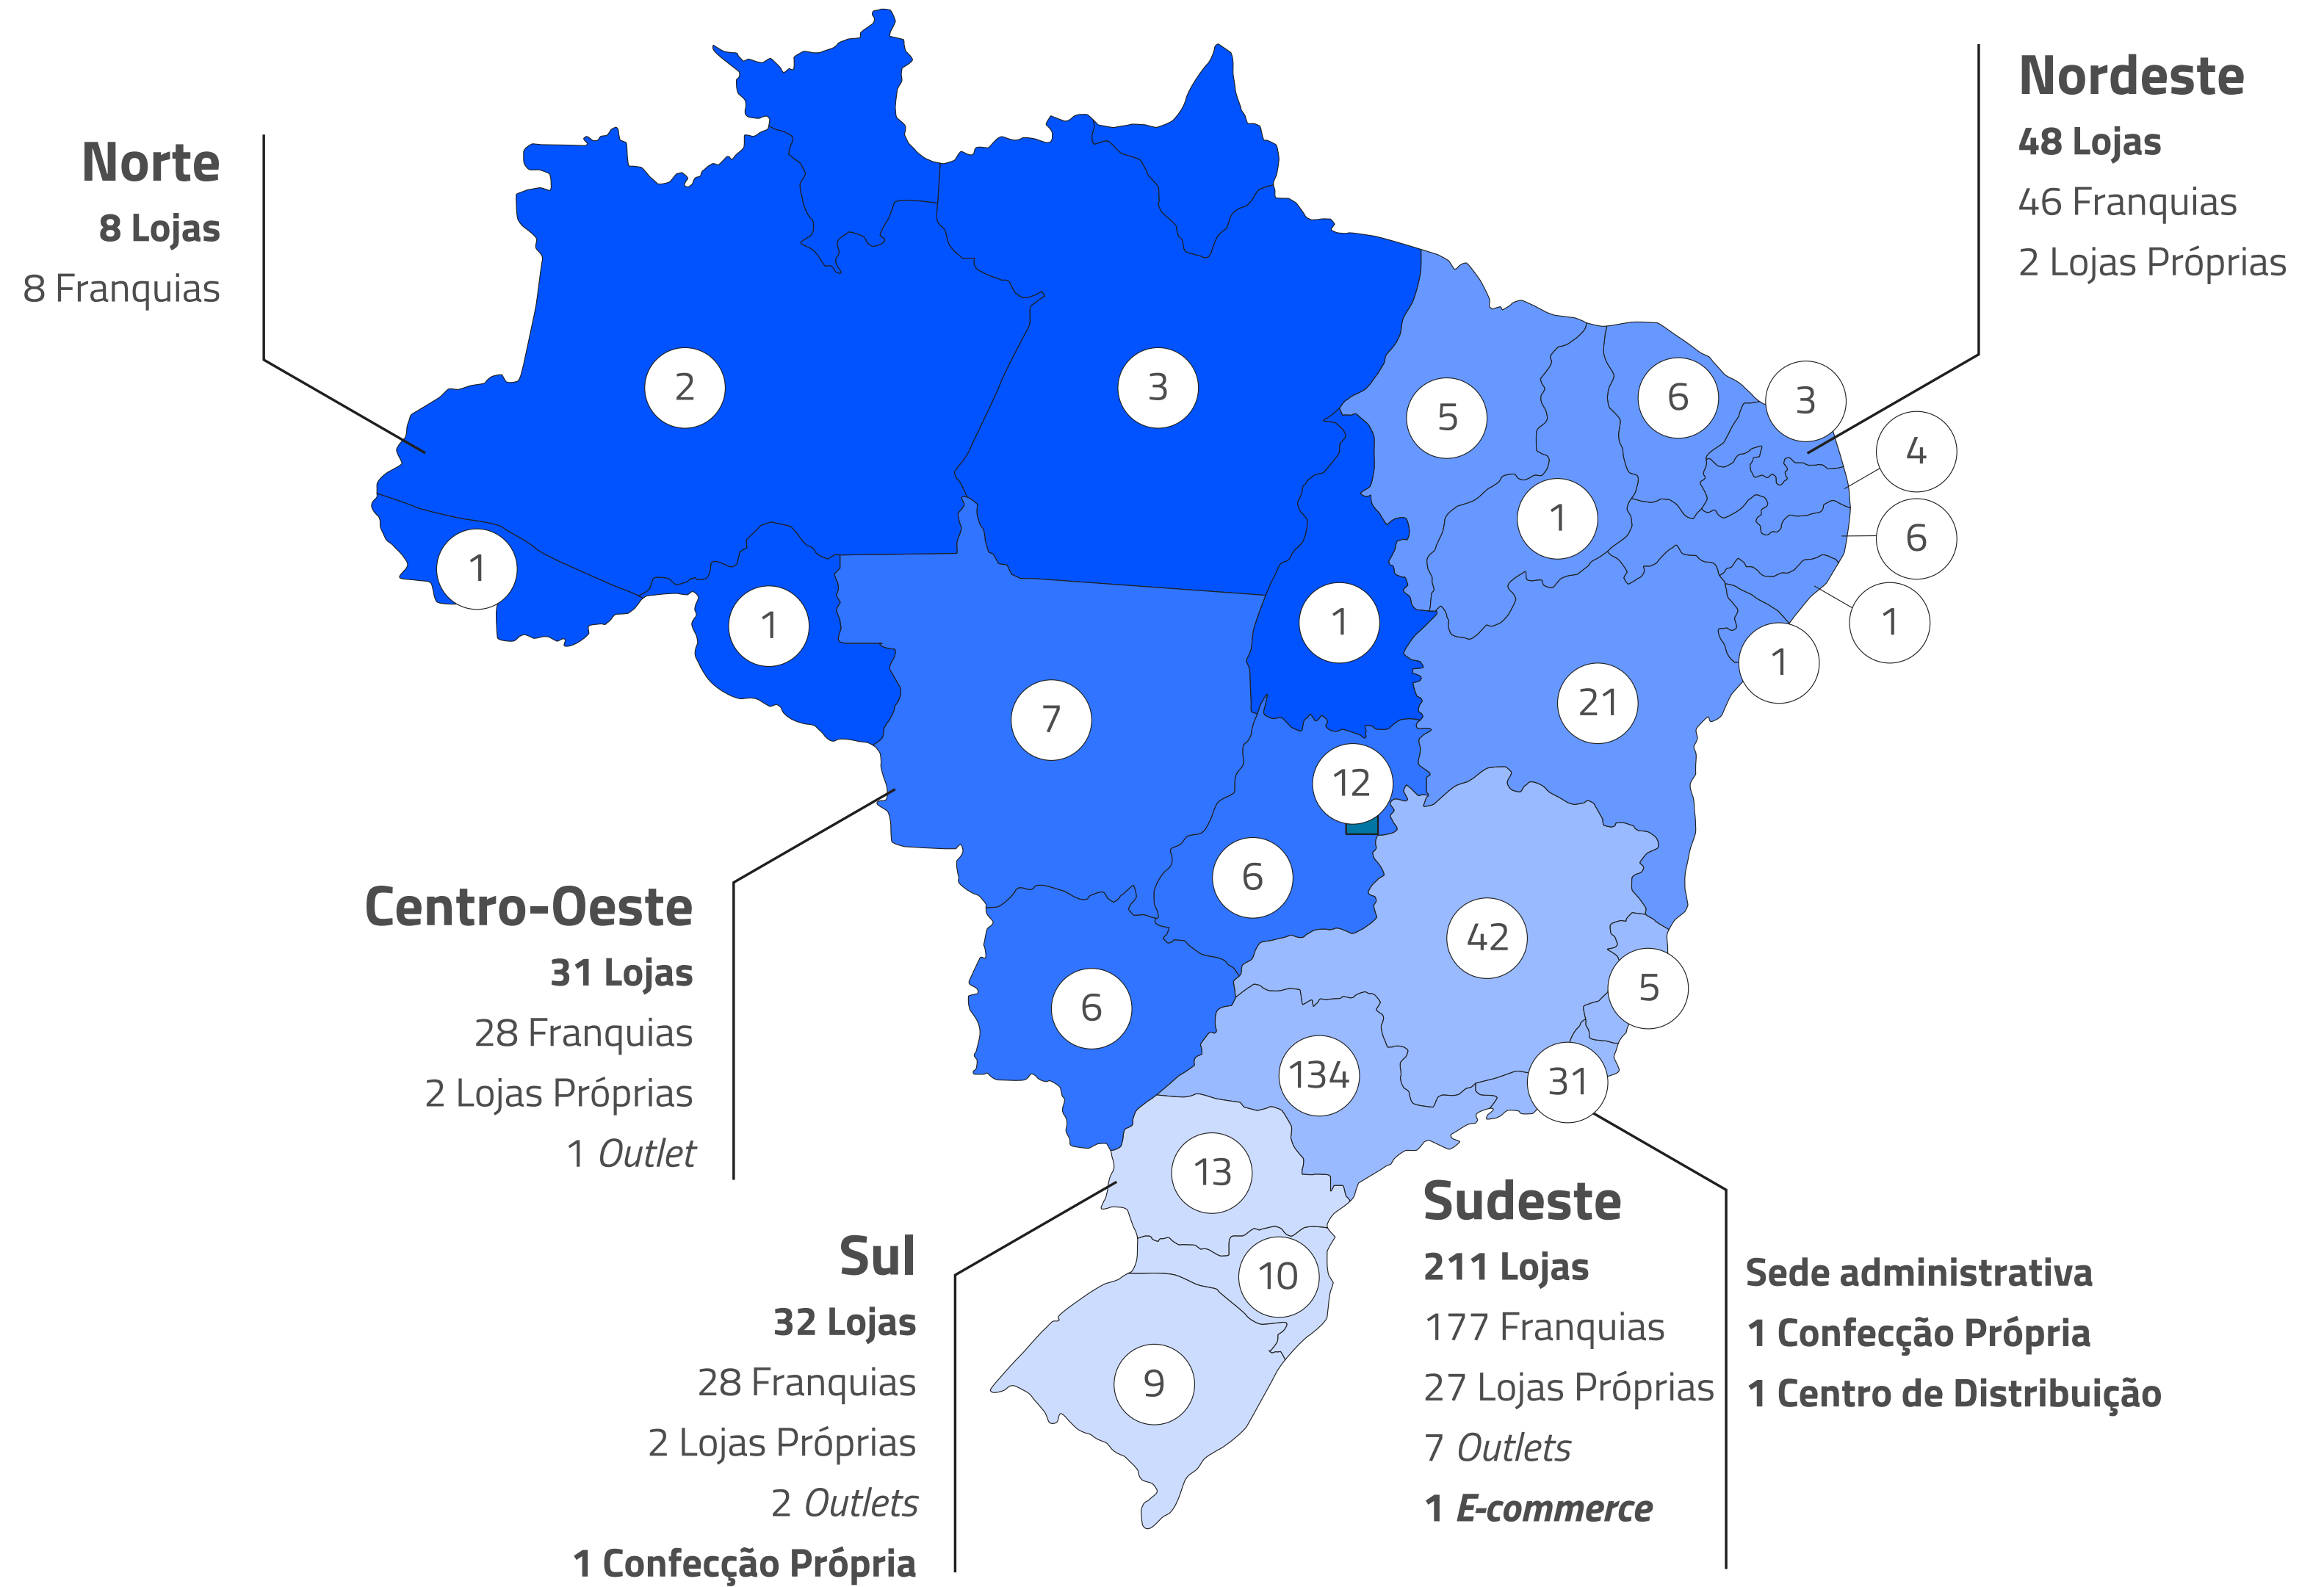 Norte
8 Lojas
8 Franquias
Nordeste
48 Lojas
46 Franquias
2 Lojas Próprias
2
3
5
6
3
4
1
6
1
1
1
1
1
21
7
12
6
42
5
6
134
31
13
10
9
Centro-Oeste
31 Lojas
28 Franquias
2 Lojas Próprias
1 Outlet
Sul
32 Lojas
28 Franquias
2 Lojas Próprias
2 Outlets
1 Confecção Própria
Sudeste
211 Lojas
177 Franquias
27 Lojas Próprias
7 Outlets
1 E-commerce
Sede administrativa
1 Confecção Própria
1 Centro de Distribuição